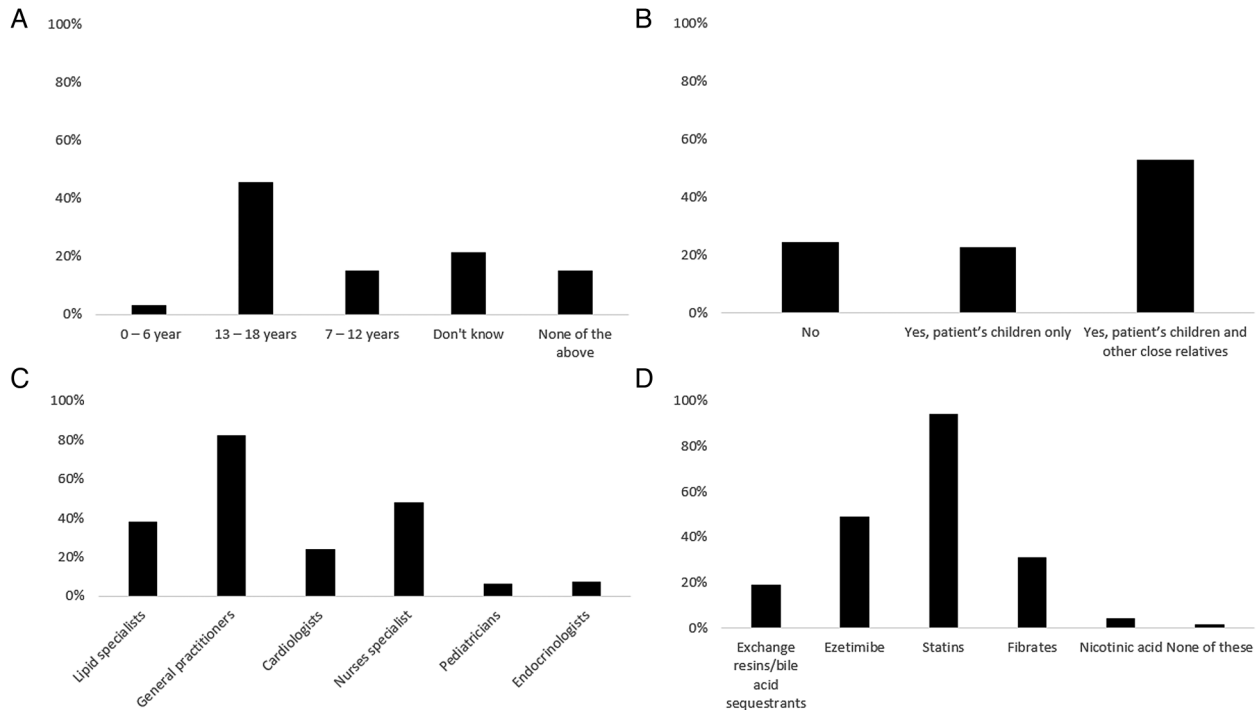 A
100%
80%
60%
40%
20%
0%
0 – 6 year
13 – 18 years
7 – 12 years
Don't know
None of the
above
B
100%
80%
60%
40%
20%
0%
No
Yes, patient's children only
Yes, patient's children and
other close relatives
C
100%
80%
60%
40%
20%
0%
Lipid specialists
General practitioners
Cardiologists
Nurses specialist
Pediatricians
Endocrinologists
D
100%
80%
60%
40%
20%
0%
Exchange
resins/bile
acid
sequestrants
Ezetimibe
Statins
Fibrates
Nicotinic acid
None of these